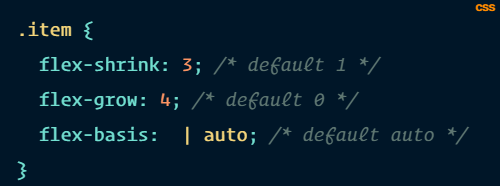 css
.item {
flex-shrink: 3; /* default 1 */
flex-grow: 4; /* default 0 */
flex-basis:  | auto; /* default auto */
}